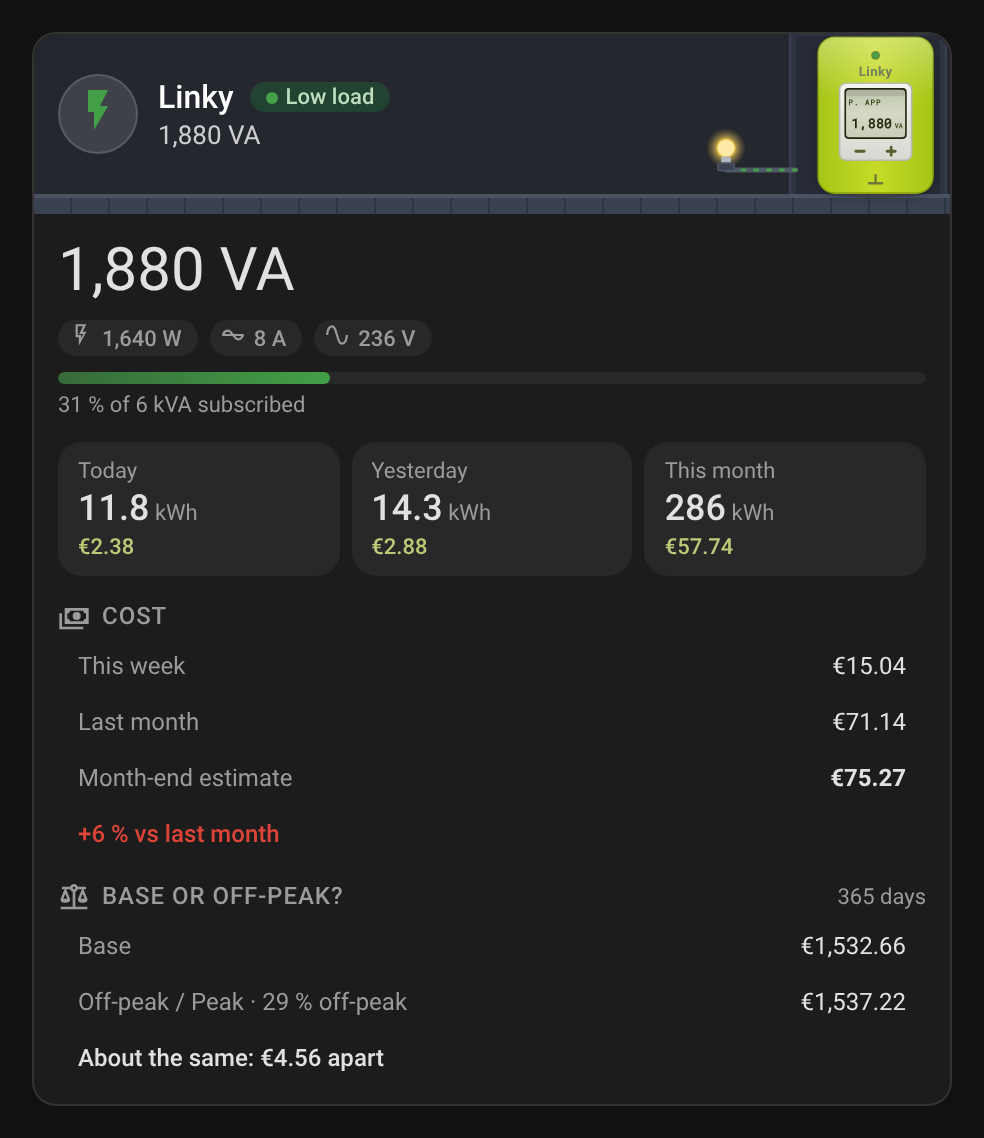 Linky
Low load
1,880 VA
Linky
P. APP
1,880 VA
1,880 VA
1,640 W
8 A
236 V
31 % of 6 kVA subscribed
Today
11.8 kWh
€2.38
Yesterday
14.3 kWh
€2.88
This month
286 kWh
€57.74
COST
This week €15.04
Last month €71.14
Month-end estimate €75.27
+6 % vs last month
BASE OR OFF-PEAK? 365 days
Base €1,532.66
Off-peak / Peak · 29 % off-peak €1,537.22
About the same: €4.56 apart